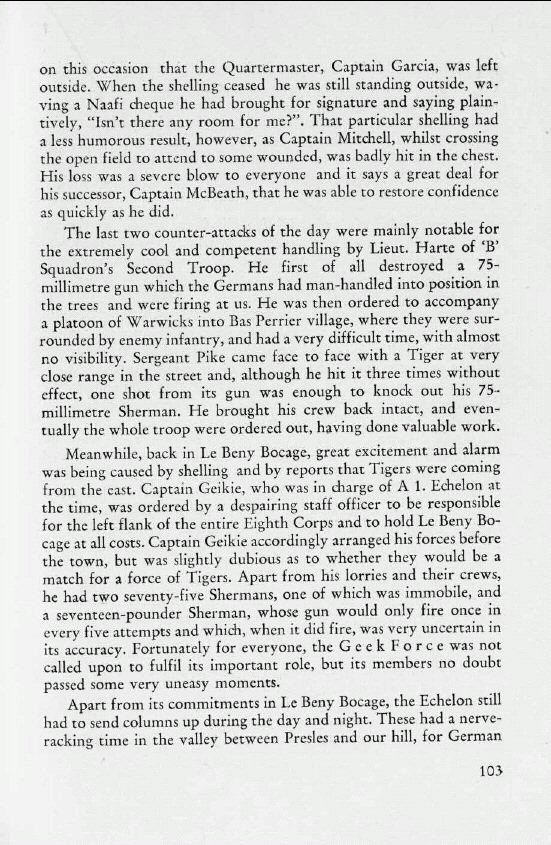 on this occasion that the Quartermaster, Captain Garcia, was left
outside. When the shelling ceased he was still standing outside, wa-
ving a Naafi cheque he had brought for signature and saying plain-
tively, “Isn’t there any room for me?”. That particular shelling had
a less humorous result, however, as Captain Mitchell, whilst crossing
the open field to attend to some wounded, was badly hit in the chest.
His loss was a severe blow to everyone and it says a great deal for
his successor, Captain McBeath, that he was able to restore confidence
as quickly as he did.
The last two counter-attacks of the day were mainly notable for
the extremely cool and competent handling by Lieut. Harte of ‘B’
Squadron’s Second Troop. He first of all destroyed a 75-
millimetre gun which the Germans had man-handled into position in
the trees and were firing at us. He was then ordered to accompany
a platoon of Warwicks into Bas Perrier village, where they were sur-
rounded by enemy infantry, and had a very difficult time, with almost
no visibility. Sergeant Pike came face to face with a Tiger at very
close range in the street and, although he hit it three times without
effect, one shot from its gun was enough to knock out his 75-
millimetre Sherman. He brought his crew back intact, and even-
tually the whole troop were ordered out, having done valuable work.
Meanwhile, back in Le Beny Bocage, great excitement and alarm
was being caused by shelling and by reports that Tigers were coming
from the east. Captain Geikie, who was in charge of A 1. Echelon at
the time, was ordered by a despairing staff officer to be responsible
for the left flank of the entire Eighth Corps and to hold Le Beny Bo-
cage at all costs. Captain Geikie accordingly arranged his forces before
the town, but was slightly dubious as to whether they would be a
match for a force of Tigers. Apart from his lorries and their crews,
he had two seventy-five Shermans, one of which was immobile, and
a seventeen-pounder Sherman, whose gun would only fire once in
every five attempts and which, when it did fire, was very uncertain in
its accuracy. Fortunately for everyone, the G e e k F o r c e was not
called upon to fulfil its important role, but its members no doubt
passed some very uneasy moments.
Apart from its commitments in Le Beny Bocage, the Echelon still
had to send columns up during the day and night. These had a nerve-
racking time in the valley between Presles and our hill, for German
103